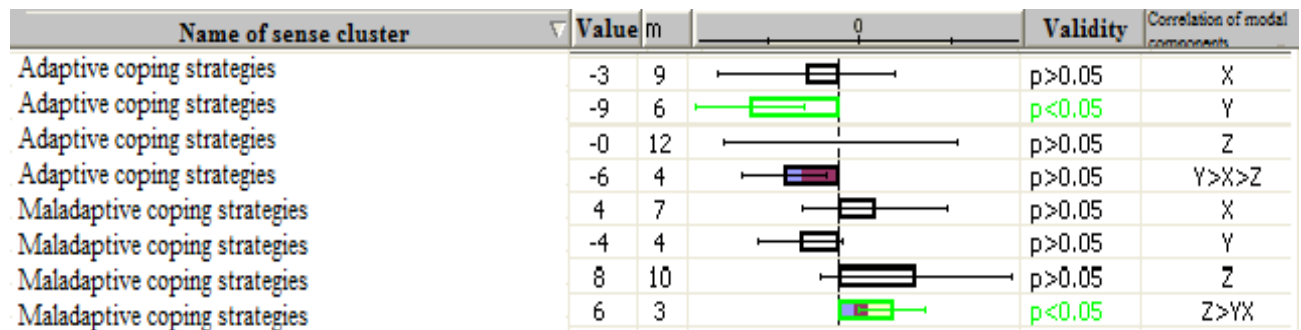 Name of sense cluster Value m 0 Validity Correlation of modal components
Adaptive coping strategies -3 9 p>0.05 X
Adaptive coping strategies -9 6 p<0.05 Y
Adaptive coping strategies -0 12 p>0.05 Z
Adaptive coping strategies -6 4 p>0.05 Y>X>Z
Maladaptive coping strategies 4 7 p>0.05 X
Maladaptive coping strategies -4 4 p>0.05 Y
Maladaptive coping strategies 8 10 p>0.05 Z
Maladaptive coping strategies 6 3 p<0.05 Z>YX